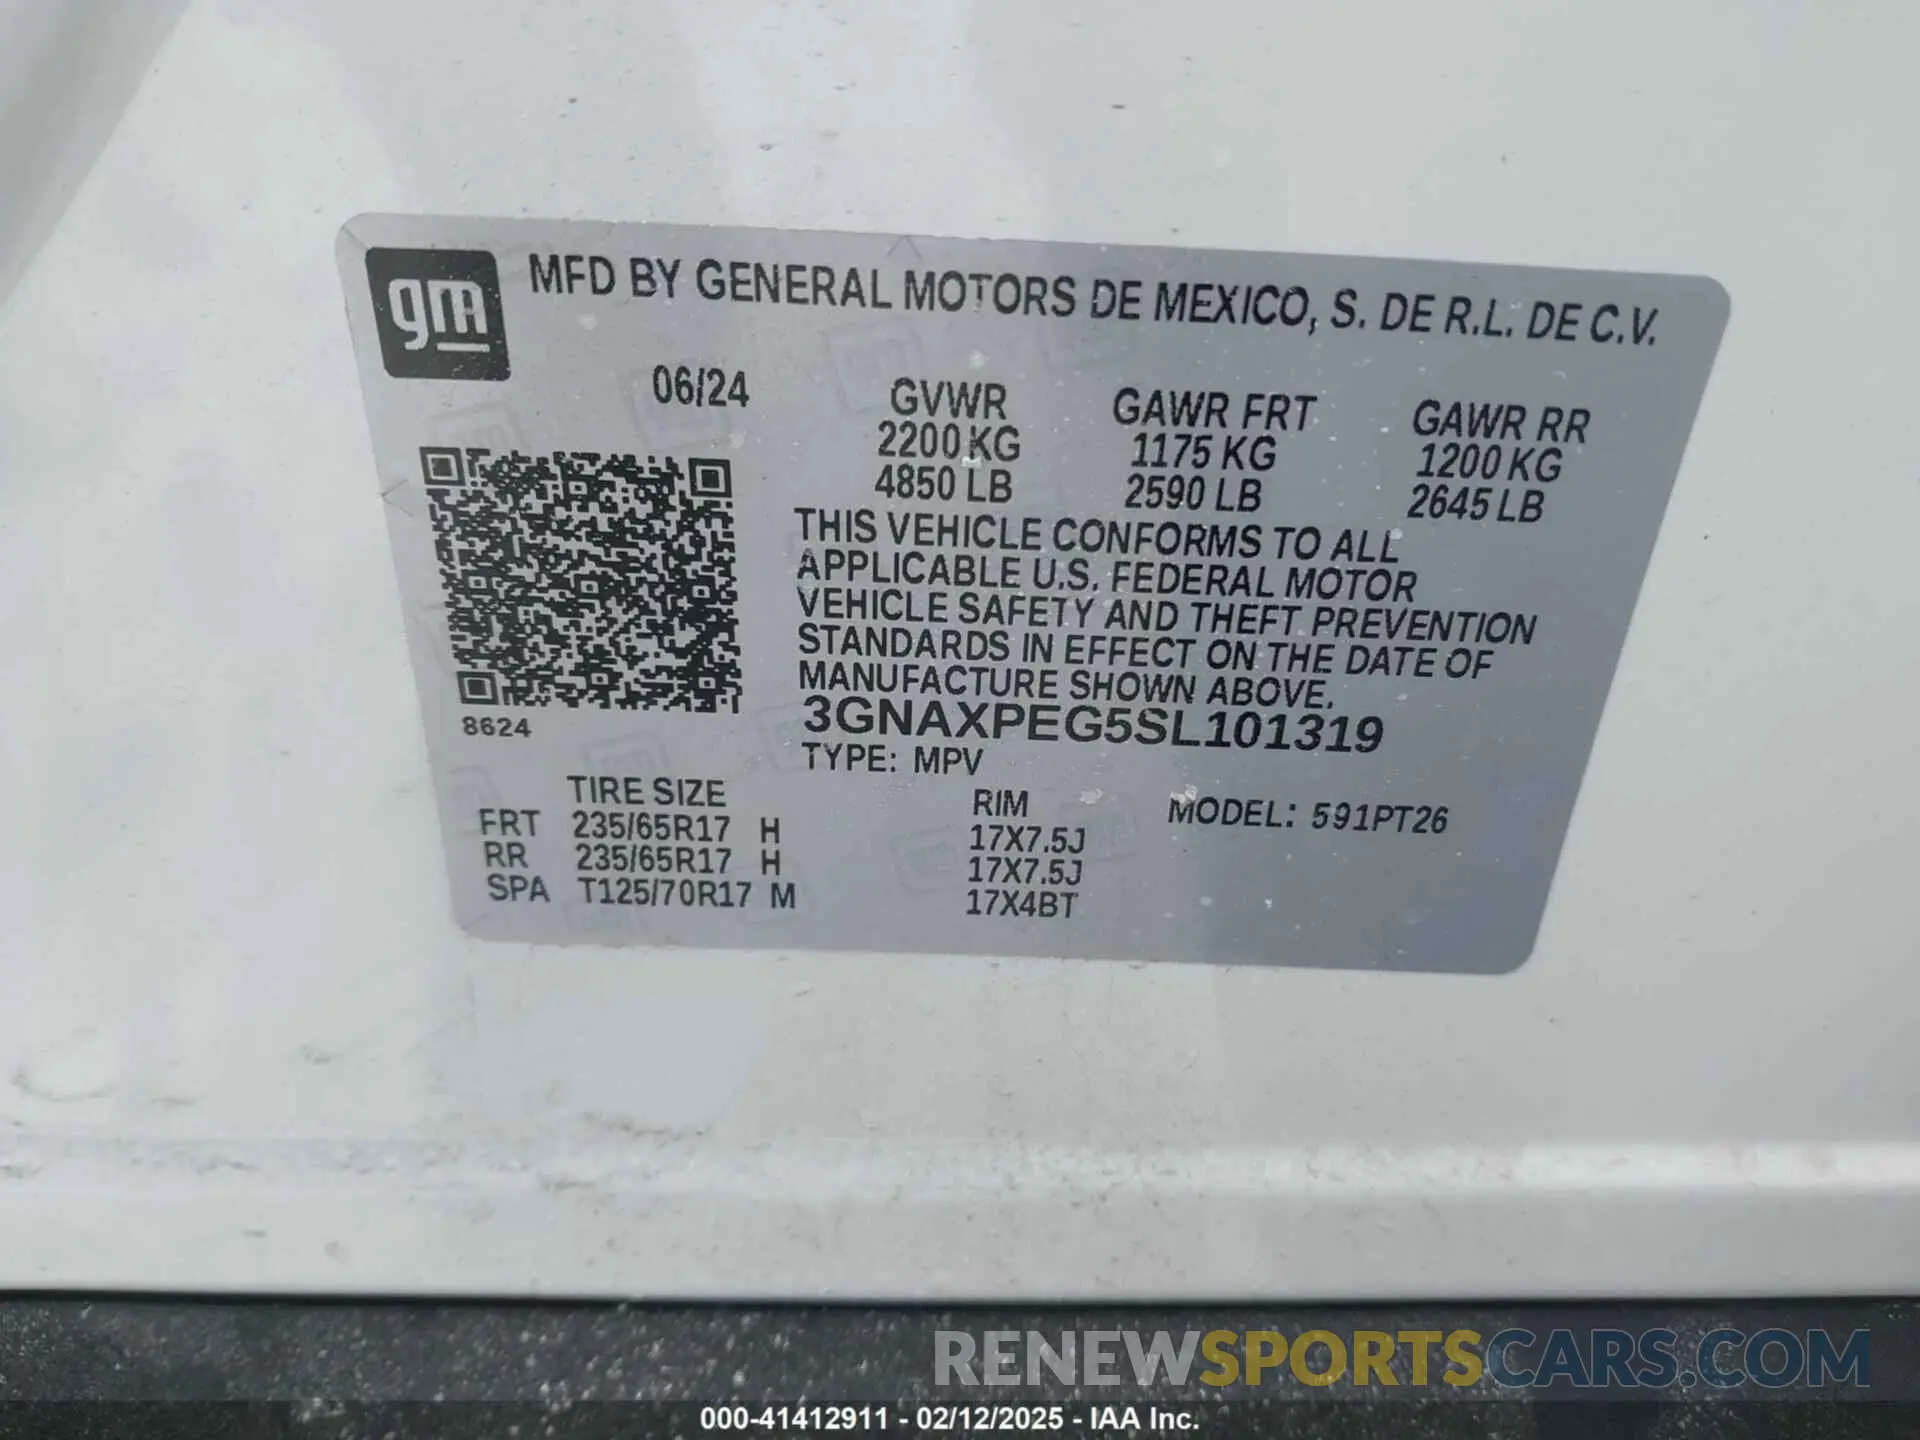 gm
MFD BY GENERAL MOTORS DE MEXICO, S. DE R.L. DE C.V.
06/24
GVWR GAWR FRT GAWR RR
2200 KG 1175 KG 1200 KG
4850 LB 2590 LB 2645 LB
THIS VEHICLE CONFORMS TO ALL
APPLICABLE U.S. FEDERAL MOTOR
VEHICLE SAFETY AND THEFT PREVENTION
STANDARDS IN EFFECT ON THE DATE OF
MANUFACTURE SHOWN ABOVE.
8624
3GNAXPEG5SL101319
TYPE: MPV
TIRE SIZE RIM MODEL: 591PT26
FRT 235/65R17 H 17X7.5J
RR 235/65R17 H 17X7.5J
SPA T125/70R17 M 17X4BT
RENEWSPORTSCARS.COM
000-41412911 - 02/12/2025 - IAA Inc.